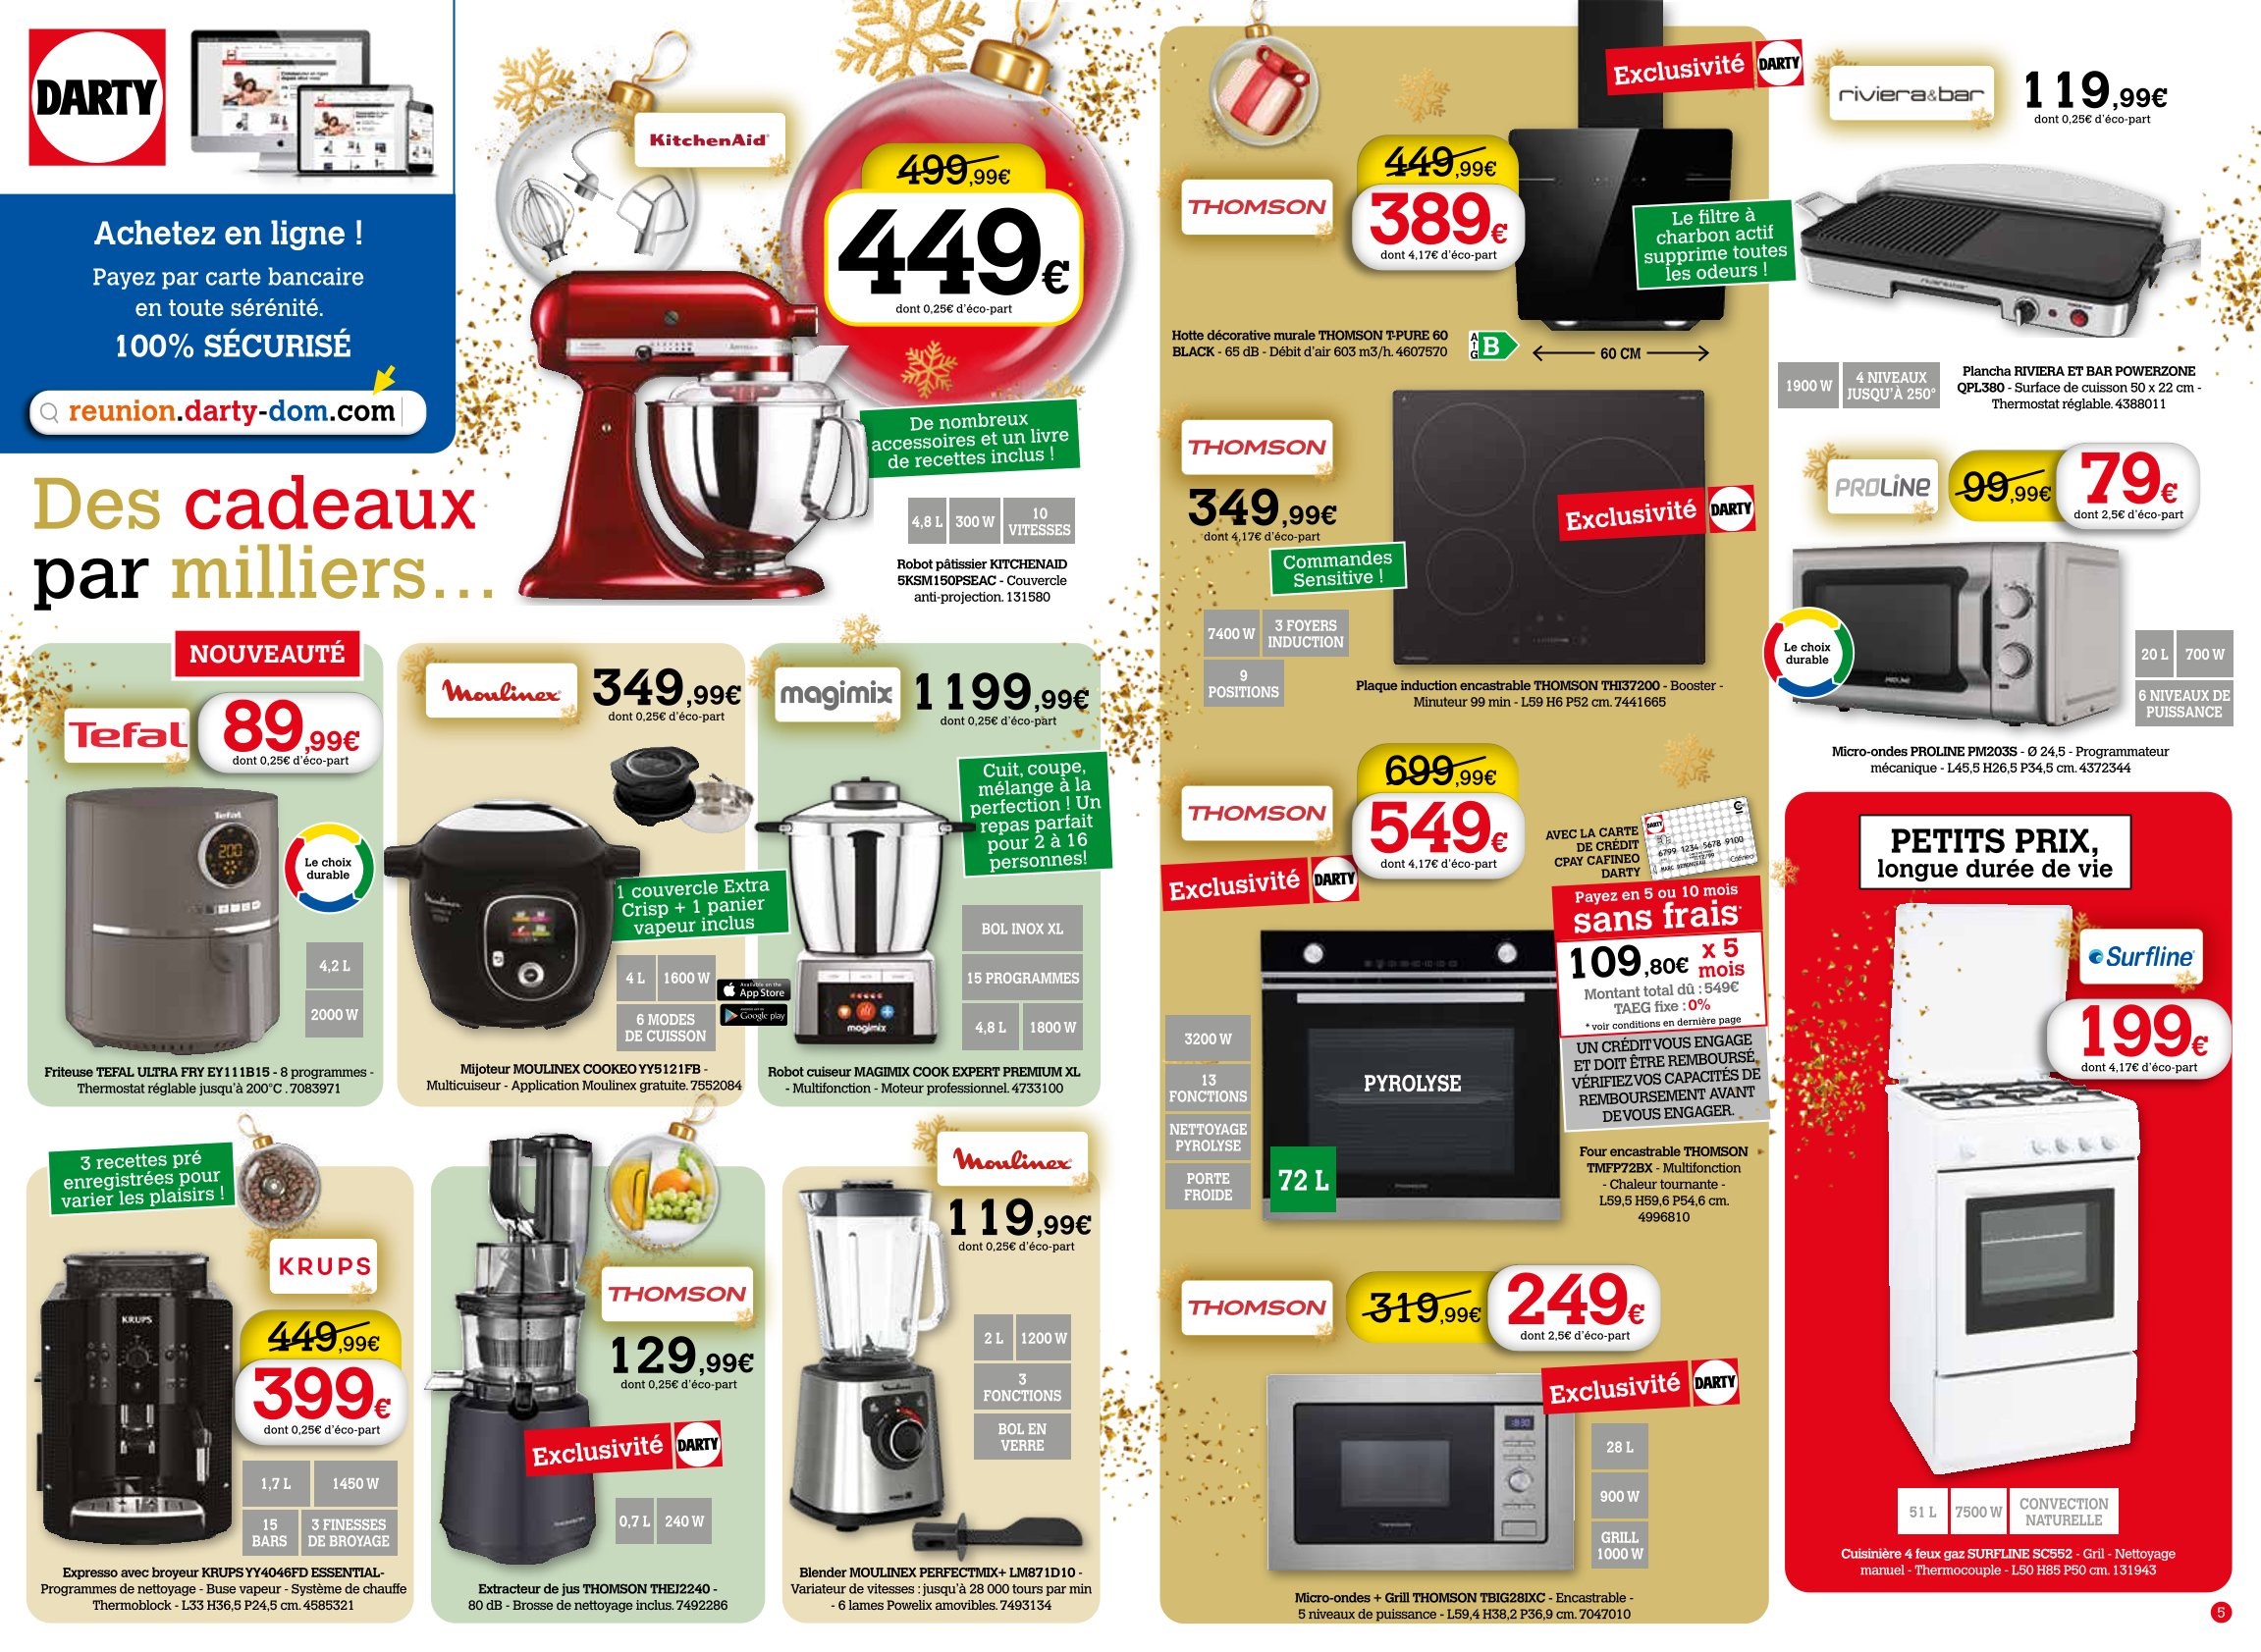 DARTY
Achetez en ligne !
Payez par carte bancaire
en toute sérénité.
100% SÉCURISÉ
reunion.darty-dom.com
Des cadeaux
par milliers...
KitchenAid
499,99€
449€
dont 0,25€ d'éco-part
De nombreux
accessoires et un livre
de recettes inclus !
4,8 L
300 W
10
VITESSES
Robot pâtissier KITCHENAID
5KSM150PSEAC - Couvercle
anti-projection. 131580
NOUVEAUTÉ
Tefal
89,99€
dont 0,25€ d'éco-part
Tefal
200
Le choix
durable
4,2 L
2000 W
Friteuse TEFAL ULTRA FRY EY111B15 - 8 programmes -
Thermostat réglable jusqu'à 200°C . 7083971
Moulinex
349,99€
dont 0,25€ d'éco-part
1 couvercle Extra
Crisp + 1 panier
vapeur inclus
4 L
1600 W
6 MODES
DE CUISSON
Available on the
App Store
Google play
Mijoteur MOULINEX COOKEO YY5121FB -
Multicuiseur - Application Moulinex gratuite. 7552084
magimix
1199,99€
dont 0,25€ d'éco-part
Cuit, coupe,
mélange à la
perfection ! Un
repas parfait
pour 2 à 16
personnes!
BOL INOX XL
15 PROGRAMMES
4,8 L
1800 W
magimix
Robot cuiseur MAGIMIX COOK EXPERT PREMIUM XL
- Multifonction - Moteur professionnel. 4733100
3 recettes pré
enregistrées pour
varier les plaisirs !
KRUPS
KRUPS
449,99€
399€
dont 0,25€ d'éco-part
1,7 L
1450 W
15
BARS
3 FINESSES
DE BROYAGE
Expresso avec broyeur KRUPS YY4046FD ESSENTIAL-
Programmes de nettoyage - Buse vapeur - Système de chauffe
Thermoblock - L33 H36,5 P24,5 cm. 4585321
THOMSON
129,99€
dont 0,25€ d'éco-part
Exclusivité DARTY
0,7 L
240 W
Extracteur de jus THOMSON THEJ2240 -
80 dB - Brosse de nettoyage inclus. 7492286
Moulinex
119,99€
dont 0,25€ d'éco-part
2 L
1200 W
3
FONCTIONS
BOL EN
VERRE
Moulinex
Blender MOULINEX PERFECTMIX+ LM871D10 -
Variateur de vitesses : jusqu'à 28 000 tours par min
- 6 lames Powelix amovibles. 7493134
Exclusivité DARTY
THOMSON
449,99€
389€
dont 4,17€ d'éco-part
Le filtre à
charbon actif
supprime toutes
les odeurs !
Hotte décorative murale THOMSON T-PURE 60
BLACK - 65 dB - Débit d'air 603 m3/h. 4607570
A
G
B
60 CM
THOMSON
349,99€
dont 4,17€ d'éco-part
Commandes
Sensitive !
Exclusivité DARTY
7400 W
3 FOYERS
INDUCTION
9
POSITIONS
Plaque induction encastrable THOMSON THI37200 - Booster -
Minuteur 99 min - L59 H6 P52 cm. 7441665
THOMSON
699,99€
549€
dont 4,17€ d'éco-part
Exclusivité DARTY
AVEC LA CARTE
DE CRÉDIT
CPAY CAFINEO
DARTY
6799 1234 5678 9100
Payez en 5 ou 10 mois
sans frais*
109,80€ x 5
mois
Montant total dû : 549€
TAEG fixe : 0%
* voir conditions en dernière page
UN CRÉDIT VOUS ENGAGE
ET DOIT ÊTRE REMBOURSÉ,
VÉRIFIEZ VOS CAPACITÉS DE
REMBOURSEMENT AVANT
DE VOUS ENGAGER.
3200 W
13
FONCTIONS
NETTOYAGE
PYROLYSE
PORTE
FROIDE
PYROLYSE
72 L
Four encastrable THOMSON
TMFP72BX - Multifonction
- Chaleur tournante -
L59,5 H59,6 P54,6 cm.
4996810
THOMSON
319,99€
249€
dont 2,5€ d'éco-part
Exclusivité DARTY
28 L
900 W
GRILL
1000 W
Micro-ondes + Grill THOMSON TBIG28IXC - Encastrable -
5 niveaux de puissance - L59,4 H38,2 P36,9 cm. 7047010
riviera&bar
119,99€
dont 0,25€ d'éco-part
1900 W
4 NIVEAUX
JUSQU'À 250°
Plancha RIVIERA ET BAR POWERZONE
QPL380 - Surface de cuisson 50 x 22 cm -
Thermostat réglable. 4388011
PROLINE
99,99€
79€
dont 2,5€ d'éco-part
Le choix
durable
20 L
700 W
6 NIVEAUX DE
PUISSANCE
Micro-ondes PROLINE PM203S - Ø 24,5 - Programmateur
mécanique - L45,5 H26,5 P34,5 cm. 4372344
PETITS PRIX,
longue durée de vie
Surfline
199€
dont 4,17€ d'éco-part
51 L
7500 W
CONVECTION
NATURELLE
Cuisinière 4 feux gaz SURFLINE SC552 - Gril - Nettoyage
manuel - Thermocouple - L50 H85 P50 cm. 131943
5